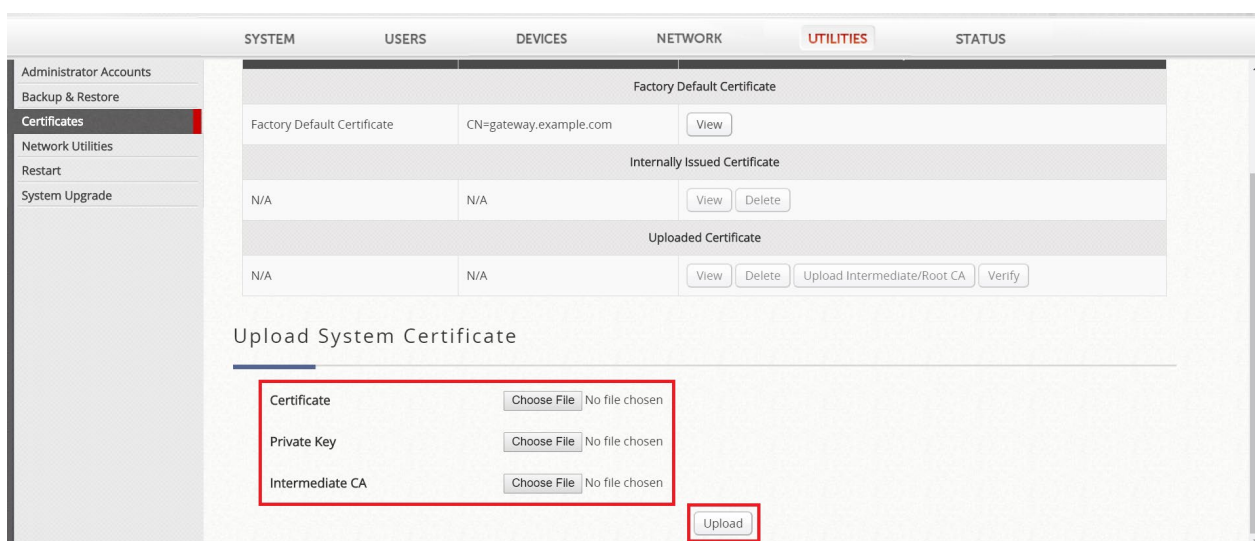 SYSTEM USERS DEVICES NETWORK UTILITIES STATUS
Administrator Accounts
Backup & Restore
Certificates
Network Utilities
Restart
System Upgrade
Factory Default Certificate
Factory Default Certificate CN=gateway.example.com View
Internally Issued Certificate
N/A N/A View Delete
Uploaded Certificate
N/A N/A View Delete Upload Intermediate/Root CA Verify
Upload System Certificate
Certificate Choose File No file chosen
Private Key Choose File No file chosen
Intermediate CA Choose File No file chosen
Upload